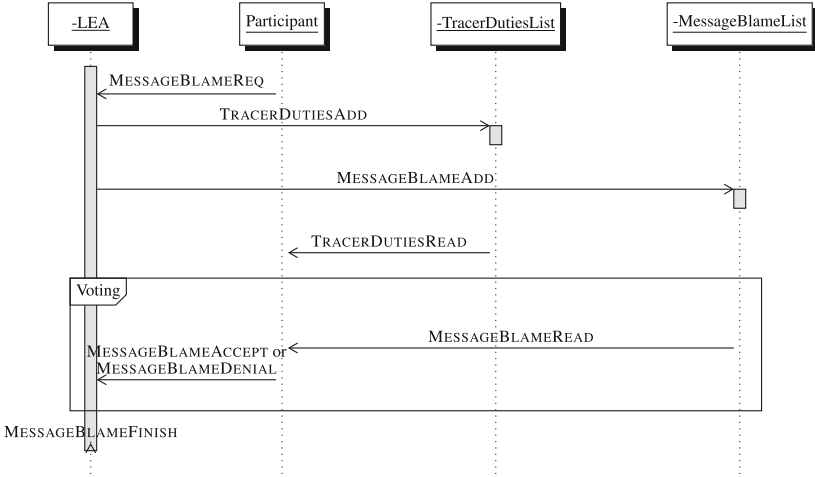 -LEA
Participant
-TracerDutiesList
-MessageBlameList
MESSAGEBLAMEREQ
TRACERDUTIESADD
MESSAGEBLAMEADD
TRACERDUTIESREAD
Voting
MESSAGEBLAMEREAD
MESSAGEBLAMEACCEPT or
MESSAGEBLAMEDENIAL
MESSAGEBLAMEFINISH